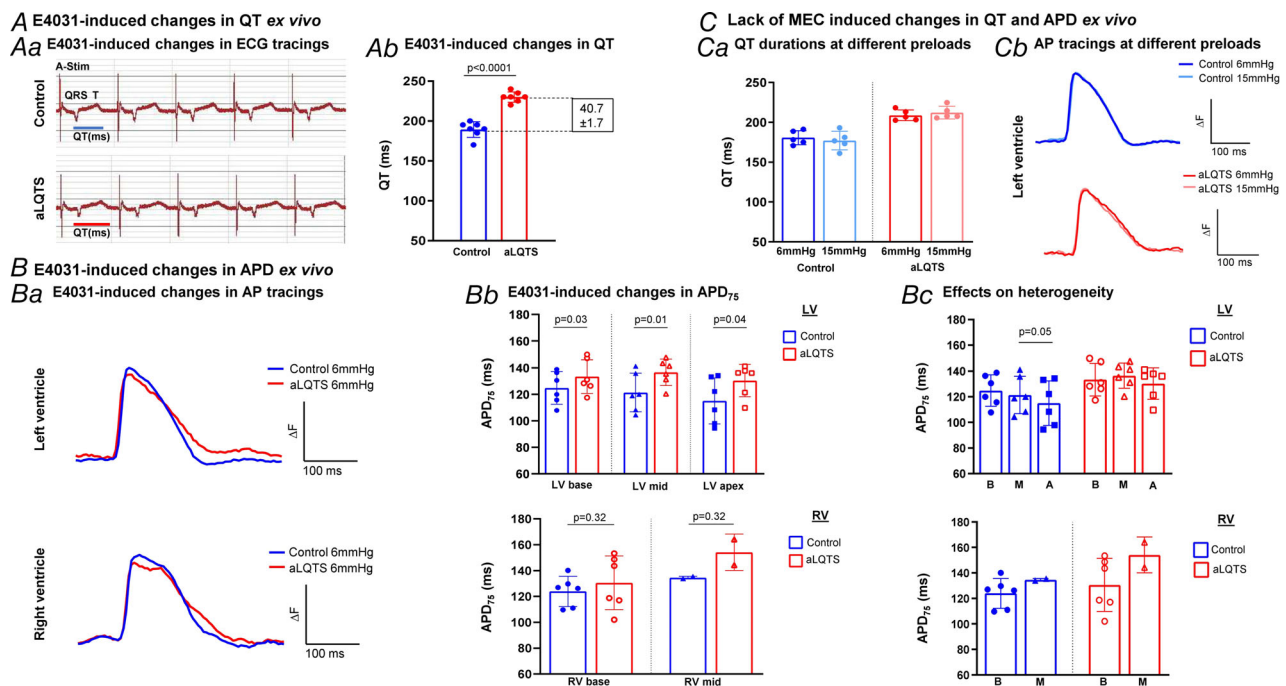 A E4031-induced changes in QT ex vivo
Aa E4031-induced changes in ECG tracings
Control
A-Stim
QRS T
QT(ms)
aLQTS
QT(ms)
Ab E4031-induced changes in QT
p<0.0001
40.7
±1.7
QT (ms)
250
200
150
100
50
Control aLQTS
C Lack of MEC induced changes in QT and APD ex vivo
Ca QT durations at different preloads
QT (ms)
250
200
150
100
50
6mmHg 15mmHg 6mmHg 15mmHg
Control aLQTS
Cb AP tracings at different preloads
Left ventricle
Control 6mmHg
Control 15mmHg
ΔF
100 ms
aLQTS 6mmHg
aLQTS 15mmHg
ΔF
100 ms
B E4031-induced changes in APD ex vivo
Ba E4031-induced changes in AP tracings
Left ventricle
Control 6mmHg
aLQTS 6mmHg
ΔF
100 ms
Right ventricle
Control 6mmHg
aLQTS 6mmHg
ΔF
100 ms
Bb E4031-induced changes in APD75
LV
Control
aLQTS
p=0.03 p=0.01 p=0.04
APD75 (ms)
180
160
140
120
100
80
60
LV base LV mid LV apex
RV
Control
aLQTS
p=0.32 p=0.32
APD75 (ms)
180
160
140
120
100
80
60
RV base RV mid
Bc Effects on heterogeneity
LV
Control
aLQTS
p=0.05
APD75 (ms)
180
160
140
120
100
80
60
B M A B M A
RV
Control
aLQTS
APD75 (ms)
180
160
140
120
100
80
60
B M B M